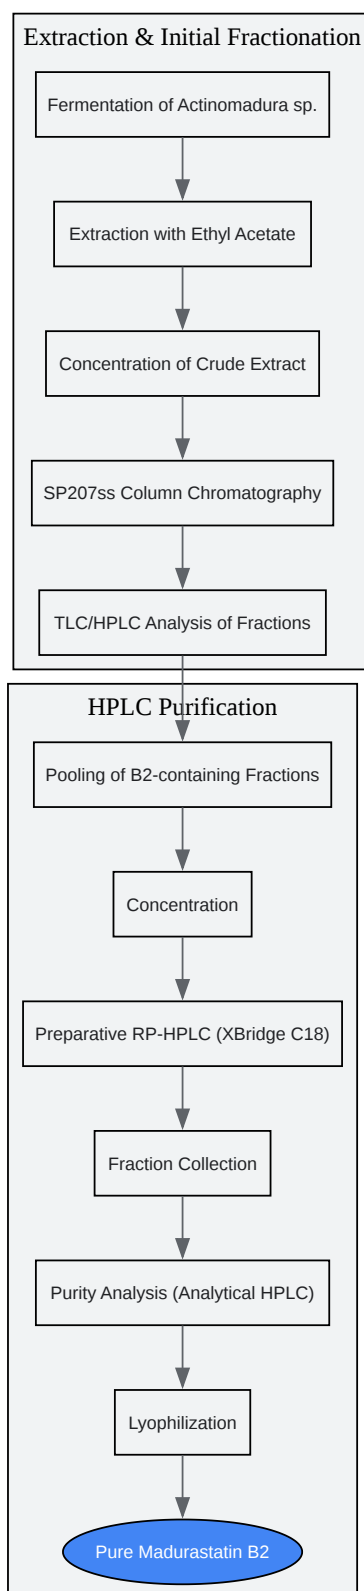 Extraction & Initial Fractionation
Fermentation of Actinomadura sp.
Extraction with Ethyl Acetate
Concentration of Crude Extract
SP207ss Column Chromatography
TLC/HPLC Analysis of Fractions
HPLC Purification
Pooling of B2-containing Fractions
Concentration
Preparative RP-HPLC (XBridge C18)
Fraction Collection
Purity Analysis (Analytical HPLC)
Lyophilization
Pure Madurastatin B2